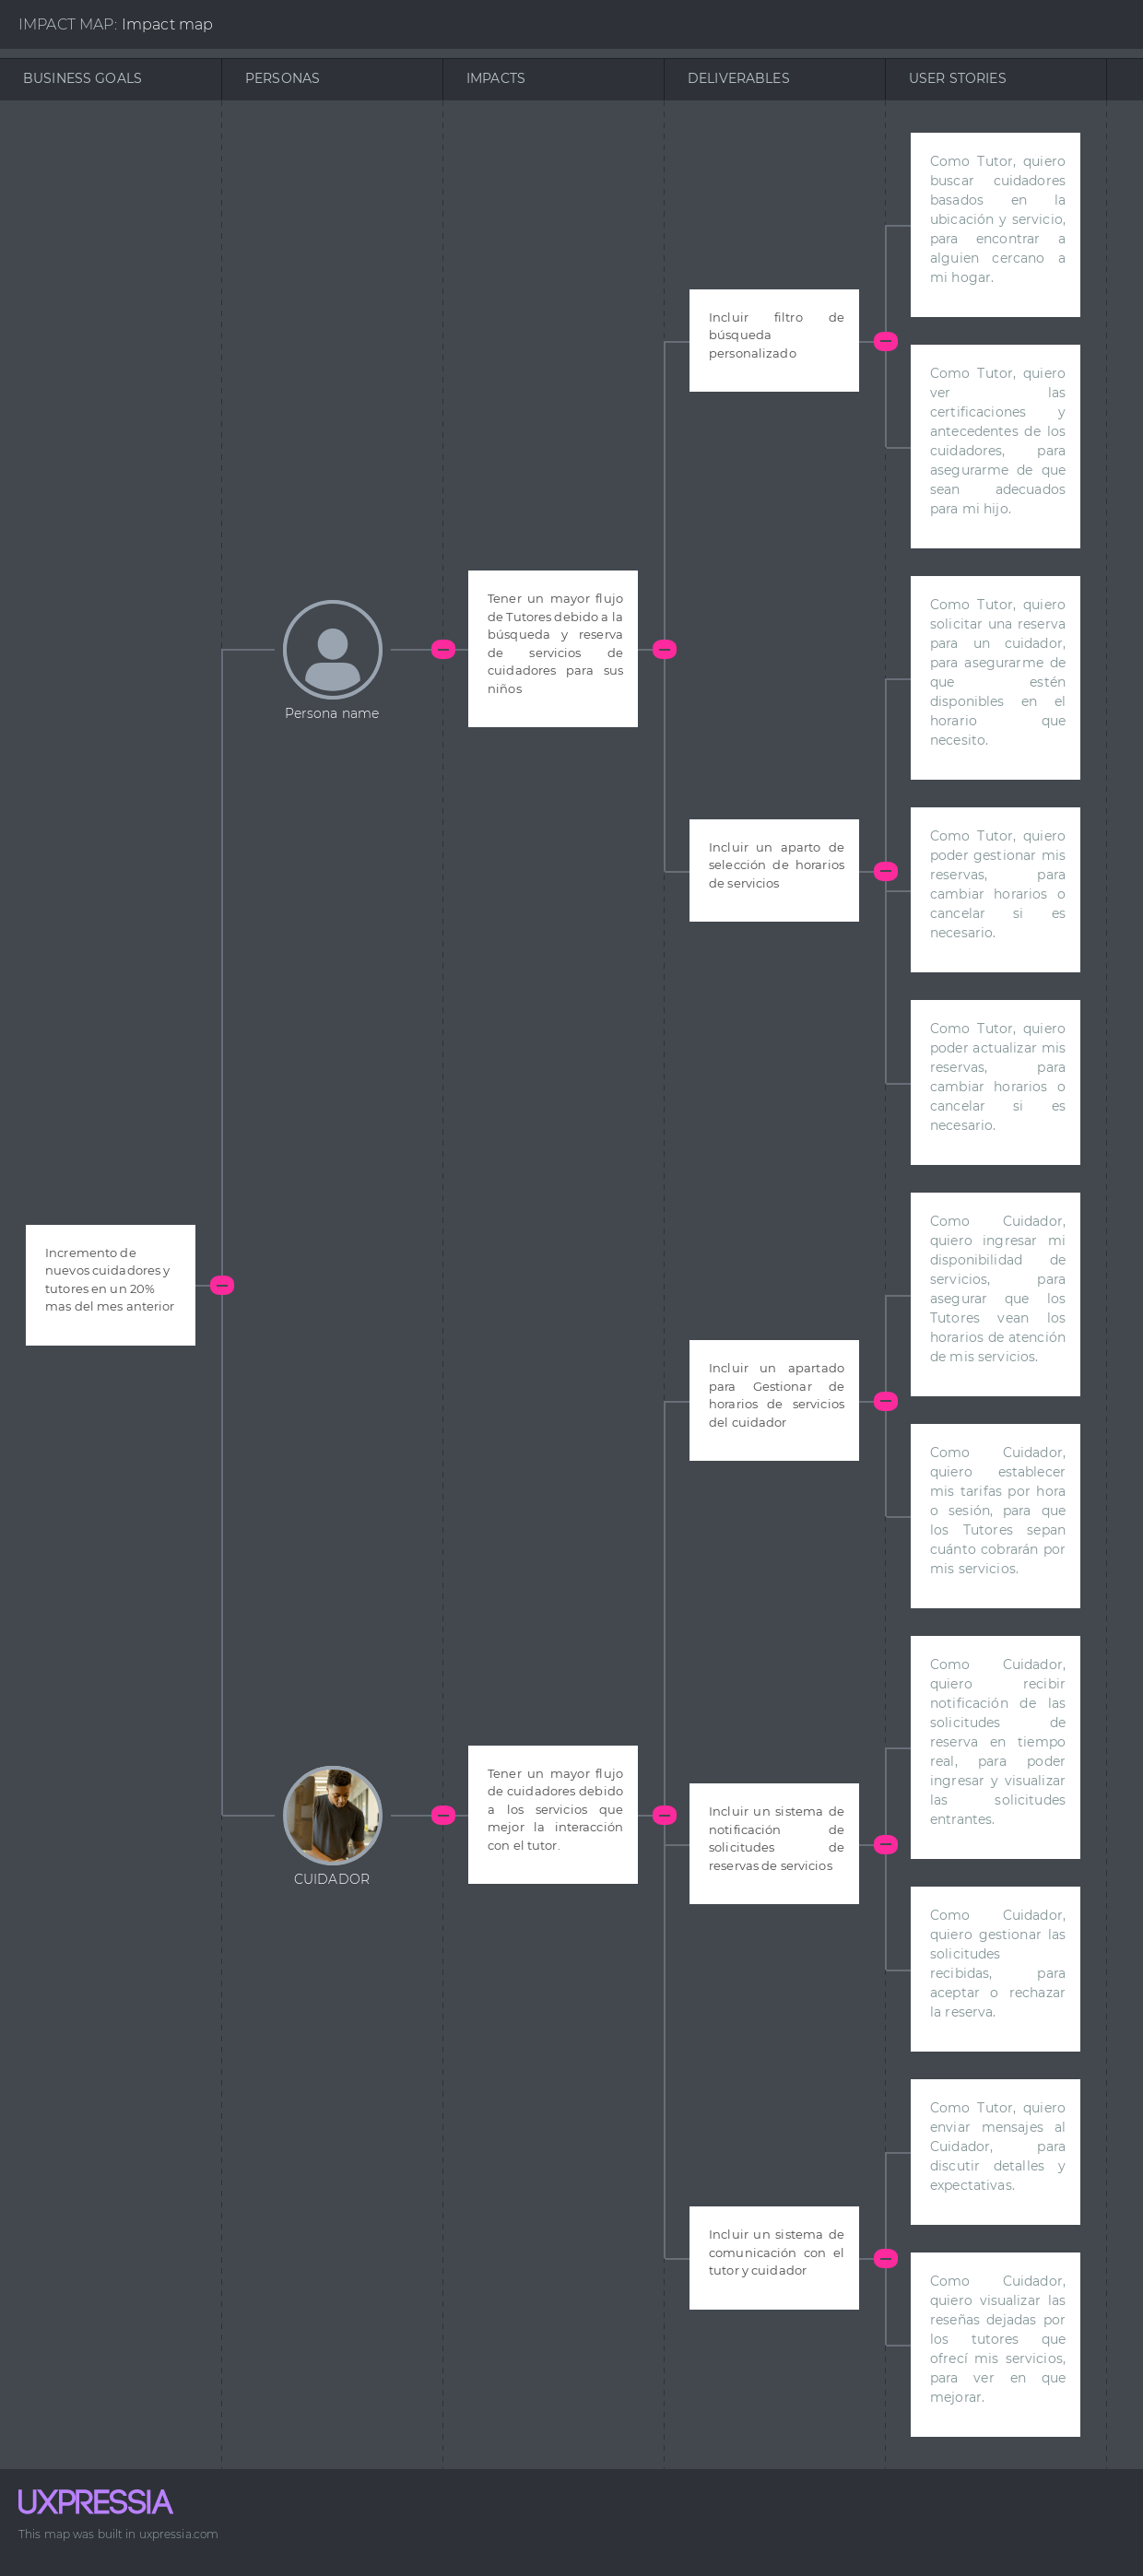 IMPACT MAP: Impact map
BUSINESS GOALS
PERSONAS
IMPACTS
DELIVERABLES
USER STORIES
Incremento de
nuevos cuidadores y
tutores en un 20%
mas del mes anterior
Persona name
Tener un mayor flujo
de Tutores debido a la
búsqueda y reserva
de servicios de
cuidadores para sus
niños
Incluir filtro de
búsqueda
personalizado
Como Tutor, quiero
buscar cuidadores
basados en la
ubicación y servicio,
para encontrar a
alguien cercano a
mi hogar.
Como Tutor, quiero
ver las
certificaciones y
antecedentes de los
cuidadores, para
asegurarme de que
sean adecuados
para mi hijo.
Incluir un aparto de
selección de horarios
de servicios
Como Tutor, quiero
solicitar una reserva
para un cuidador,
para asegurarme de
que estén
disponibles en el
horario que
necesito.
Como Tutor, quiero
poder gestionar mis
reservas, para
cambiar horarios o
cancelar si es
necesario.
Como Tutor, quiero
poder actualizar mis
reservas, para
cambiar horarios o
cancelar si es
necesario.
CUIDADOR
Tener un mayor flujo
de cuidadores debido
a los servicios que
mejor la interacción
con el tutor.
Incluir un apartado
para Gestionar de
horarios de servicios
del cuidador
Como Cuidador,
quiero ingresar mi
disponibilidad de
servicios, para
asegurar que los
Tutores vean los
horarios de atención
de mis servicios.
Como Cuidador,
quiero establecer
mis tarifas por hora
o sesión, para que
los Tutores sepan
cuánto cobrarán por
mis servicios.
Incluir un sistema de
notificación de
solicitudes de
reservas de servicios
Como Cuidador,
quiero recibir
notificación de las
solicitudes de
reserva en tiempo
real, para poder
ingresar y visualizar
las solicitudes
entrantes.
Como Cuidador,
quiero gestionar las
solicitudes
recibidas, para
aceptar o rechazar
la reserva.
Incluir un sistema de
comunicación con el
tutor y cuidador
Como Tutor, quiero
enviar mensajes al
Cuidador, para
discutir detalles y
expectativas.
Como Cuidador,
quiero visualizar las
reseñas dejadas por
los tutores que
ofrecí mis servicios,
para ver en que
mejorar.
UXPRESSIA
This map was built in uxpressia.com